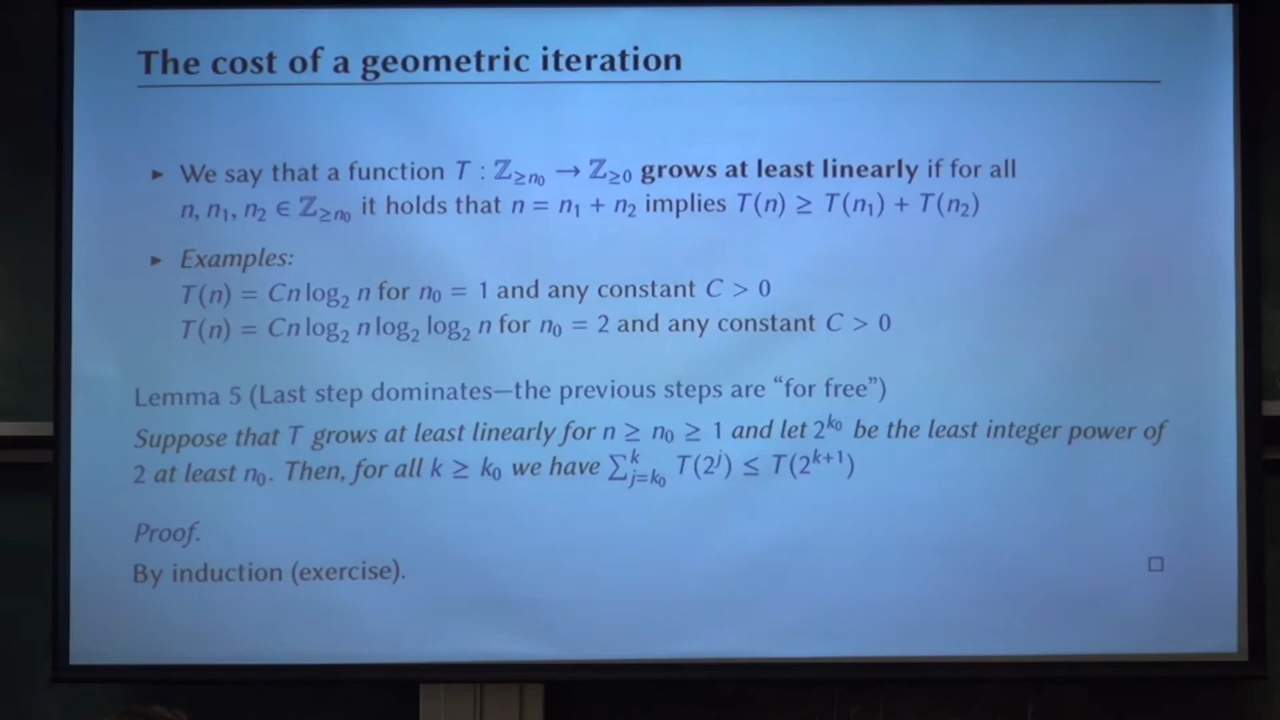 The cost of a geometric iteration
▸ We say that a function T : ℤ≥n₀ → ℤ≥0 grows at least linearly if for all
n, n₁, n₂ ∈ ℤ≥n₀ it holds that n = n₁ + n₂ implies T(n) ≥ T(n₁) + T(n₂)
▸ Examples:
T(n) = Cn log₂ n for n₀ = 1 and any constant C > 0
T(n) = Cn log₂ n log₂ log₂ n for n₀ = 2 and any constant C > 0
Lemma 5 (Last step dominates—the previous steps are “for free”)
Suppose that T grows at least linearly for n ≥ n₀ ≥ 1 and let 2^{k₀} be the least integer power of
2 at least n₀. Then, for all k ≥ k₀ we have ∑_{j=k₀}^{k} T(2^j) ≤ T(2^{k+1})
Proof.
By induction (exercise). □